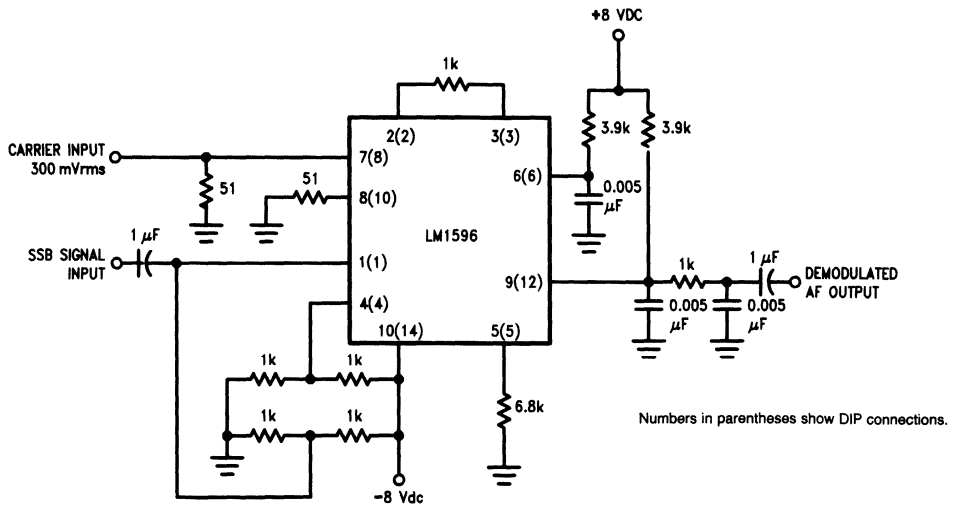 +8 VDC
1k
2(2)
3(3)
3.9k
3.9k
CARRIER INPUT
300 mVrms
7(8)
6(6)
51
51
8(10)
0.005
μF
LM1596
1 μF
SSB SIGNAL
INPUT
1(1)
9(12)
1k
1 μF
DEMODULATED
AF OUTPUT
4(4)
0.005
μF
0.005
μF
10(14)
5(5)
1k
1k
6.8k
1k
1k
Numbers in parentheses show DIP connections.
-8 Vdc